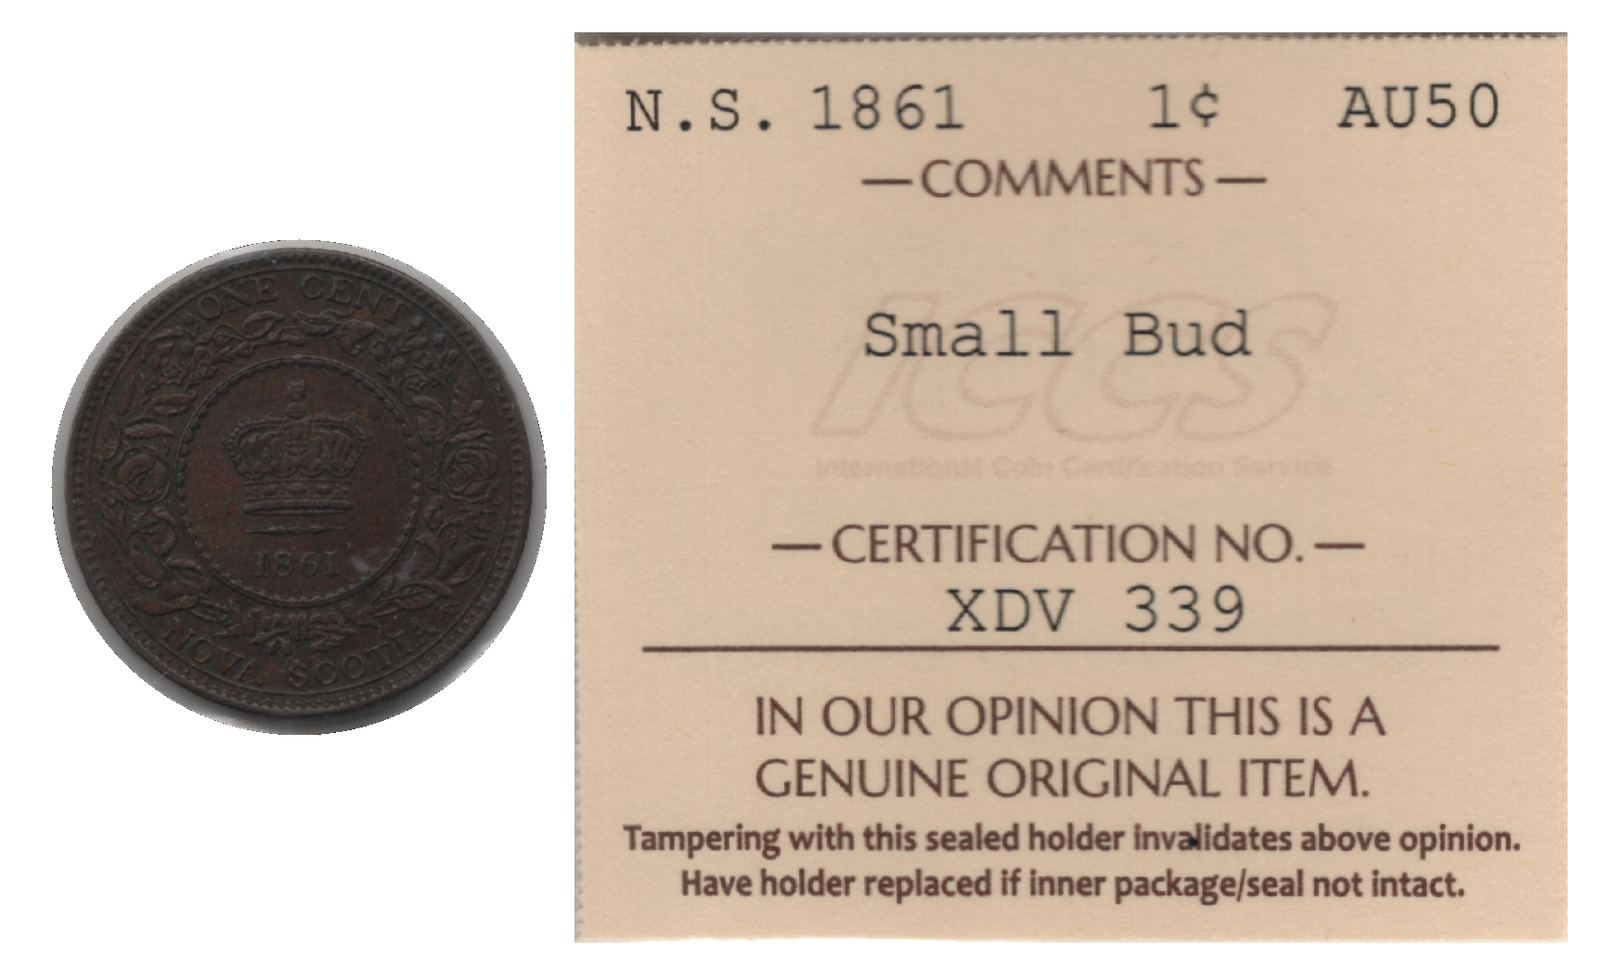 ONE CENT
1861
NOVA SCOTIA
N.S. 1861 1¢ AU50
—COMMENTS—
Small Bud
ICCS
International Coin Certification Service
—CERTIFICATION NO.—
XDV 339
IN OUR OPINION THIS IS A
GENUINE ORIGINAL ITEM.
Tampering with this sealed holder invalidates above opinion.
Have holder replaced if inner package/seal not intact.